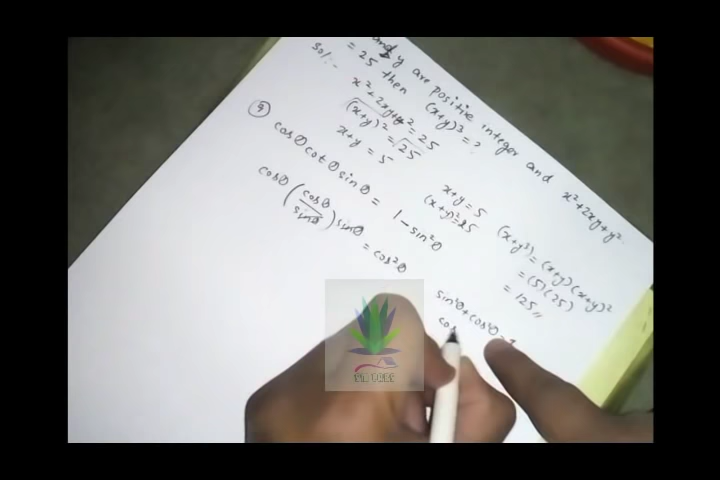 and y are positive integer and x²+2xy+y²
= 25 then (x+y)³ = ?
Sol:-
x²+2xy+y² = 25
(x+y)² = √25
x+y = 5
x+y = 5
(x+y)²=25
(x+y³) = (x+y)(x+y)²
= (5)(25)
= 125//
9
cosθ cotθ sinθ = 1 - sin²θ
cosθ (cosθ/sinθ) sinθ = cos²θ
sin²θ+cos²θ=1
cos